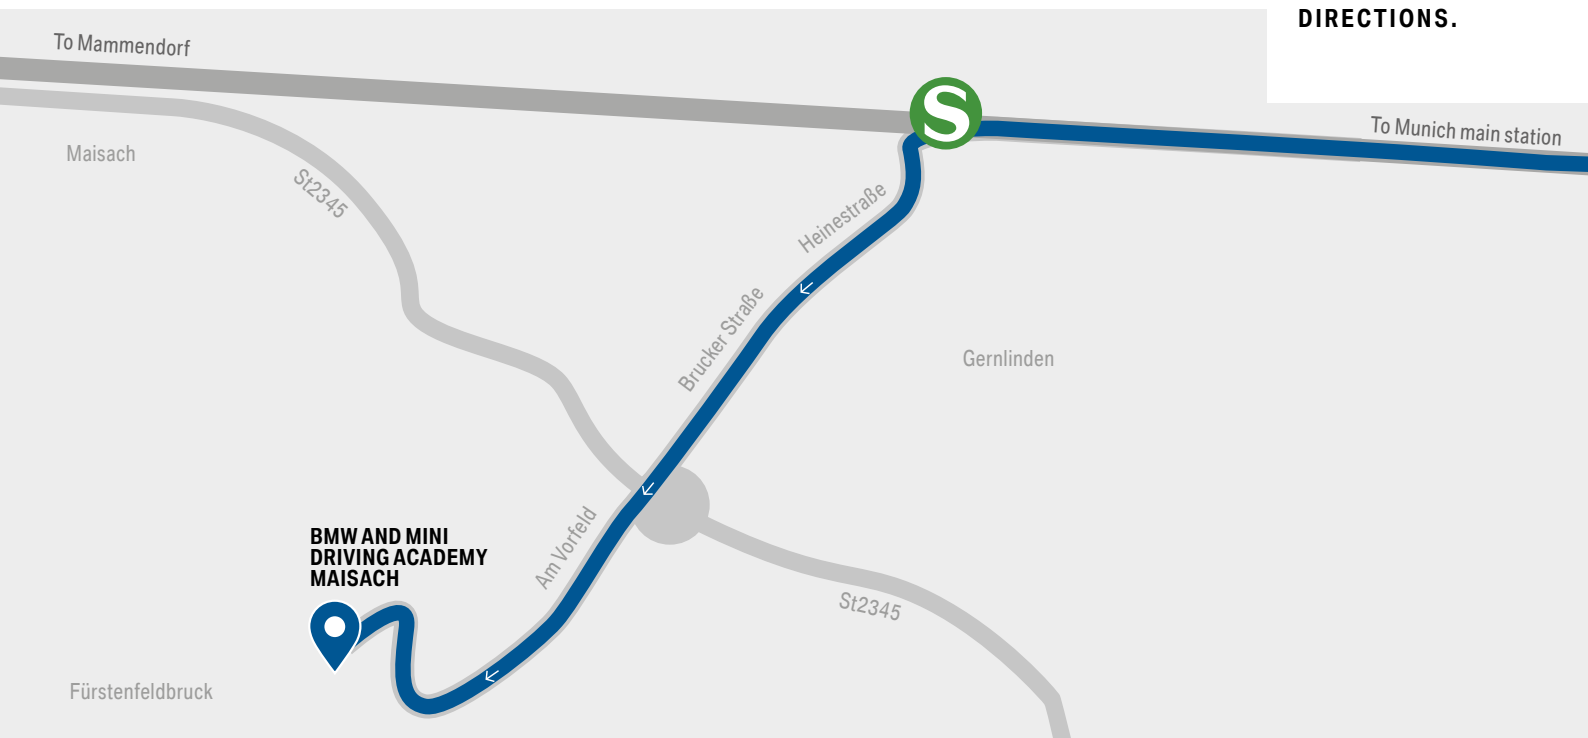 DIRECTIONS.
To Mammendorf
S
To Munich main station
Maisach
St2345
Heinestraße
Brucker Straße
Gernlinden
Am Vorfeld
BMW AND MINI
DRIVING ACADEMY
MAISACH
St2345
Fürstenfeldbruck